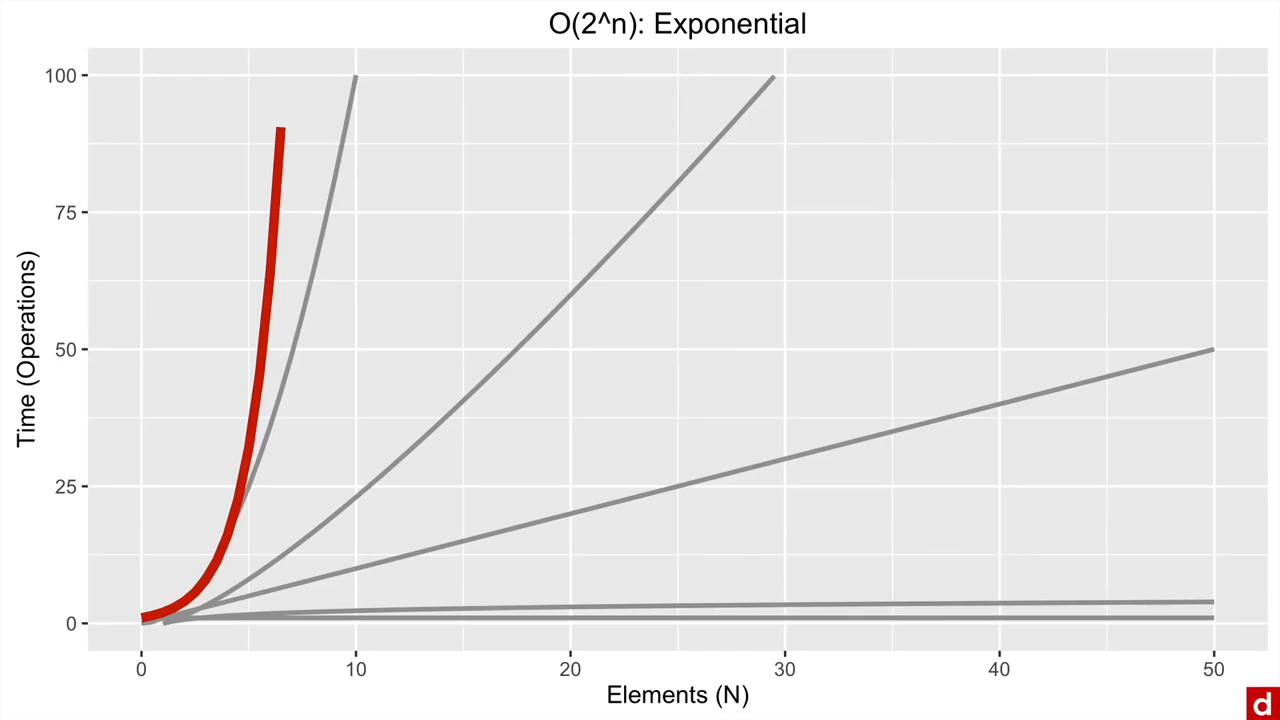 O(2^n): Exponential
100
75
50
25
0
Time (Operations)
0 10 20 30 40 50
Elements (N)
d